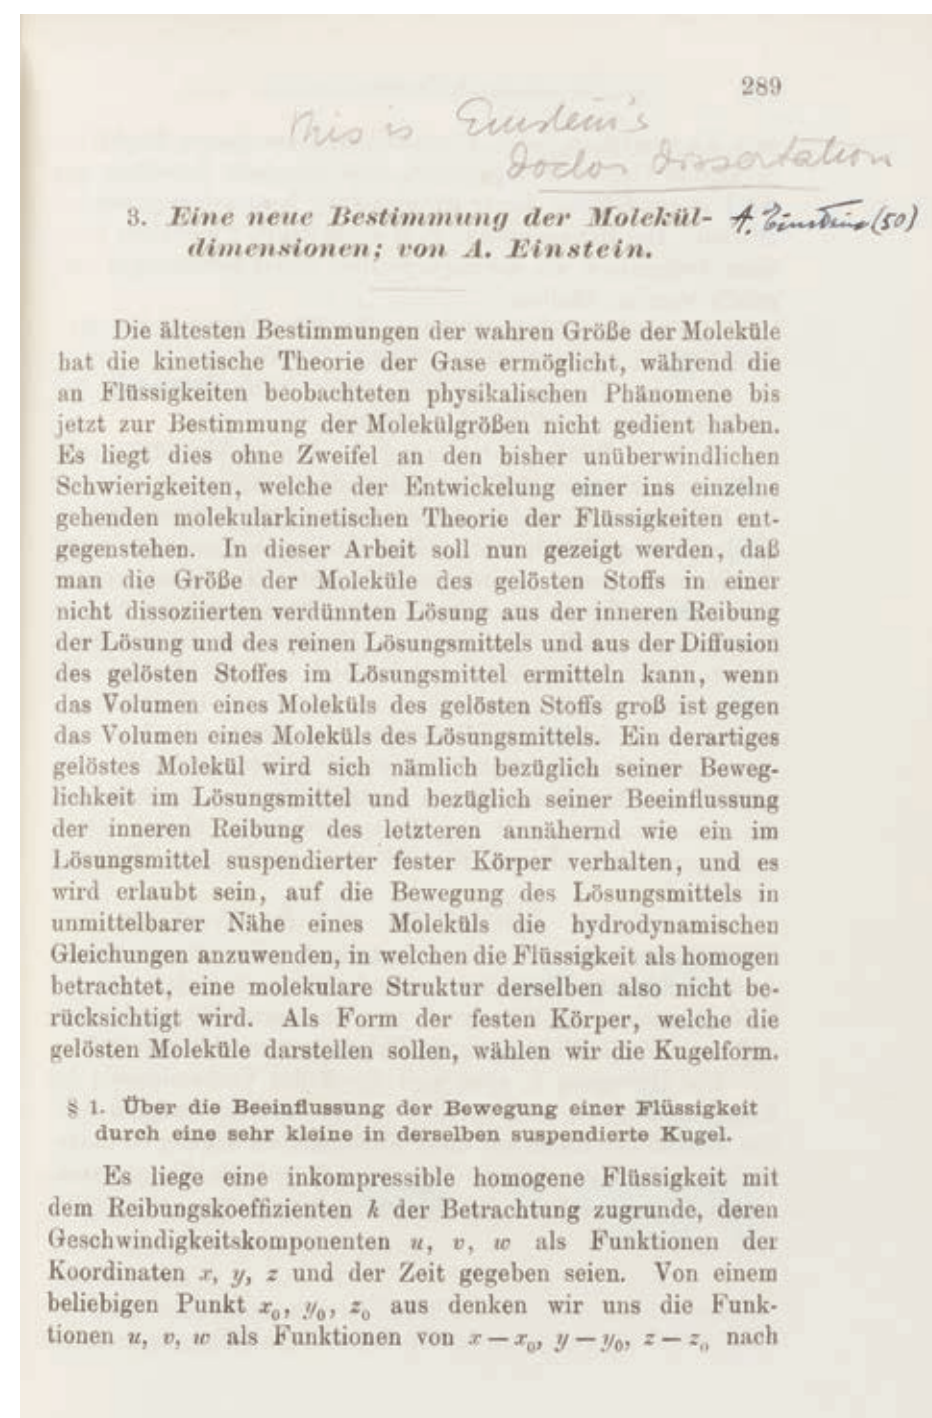 289
This is Einstein's
Doctor Dissertation
3. Eine neue Bestimmung der Molekül- A. Einstein (50)
dimensionen; von A. Einstein.
Die ältesten Bestimmungen der wahren Größe der Moleküle
hat die kinetische Theorie der Gase ermöglicht, während die
an Flüssigkeiten beobachteten physikalischen Phänomene bis
jetzt zur Bestimmung der Molekülgrößen nicht gedient haben.
Es liegt dies ohne Zweifel an den bisher unüberwindlichen
Schwierigkeiten, welche der Entwickelung einer ins einzelne
gehenden molekularkinetischen Theorie der Flüssigkeiten ent-
gegenstehen. In dieser Arbeit soll nun gezeigt werden, daß
man die Größe der Moleküle des gelösten Stoffs in einer
nicht dissoziierten verdünnten Lösung aus der inneren Reibung
der Lösung und des reinen Lösungsmittels und aus der Diffusion
des gelösten Stoffes im Lösungsmittel ermitteln kann, wenn
das Volumen eines Moleküls des gelösten Stoffs groß ist gegen
das Volumen eines Moleküls des Lösungsmittels. Ein derartiges
gelöstes Molekül wird sich nämlich bezüglich seiner Beweg-
lichkeit im Lösungsmittel und bezüglich seiner Beeinflussung
der inneren Reibung des letzteren annähernd wie ein im
Lösungsmittel suspendierter fester Körper verhalten, und es
wird erlaubt sein, auf die Bewegung des Lösungsmittels in
unmittelbarer Nähe eines Moleküls die hydrodynamischen
Gleichungen anzuwenden, in welchen die Flüssigkeit als homogen
betrachtet, eine molekulare Struktur derselben also nicht be-
rücksichtigt wird. Als Form der festen Körper, welche die
gelösten Moleküle darstellen sollen, wählen wir die Kugelform.
§ 1. Über die Beeinflussung der Bewegung einer Flüssigkeit
durch eine sehr kleine in derselben suspendierte Kugel.
Es liege eine inkompressible homogene Flüssigkeit mit
dem Reibungskoeffizienten k der Betrachtung zugrunde, deren
Geschwindigkeitskomponenten u, v, w als Funktionen der
Koordinaten x, y, z und der Zeit gegeben seien. Von einem
beliebigen Punkt x₀, y₀, z₀ aus denken wir uns die Funk-
tionen u, v, w als Funktionen von x — x₀, y — y₀, z — z₀ nach